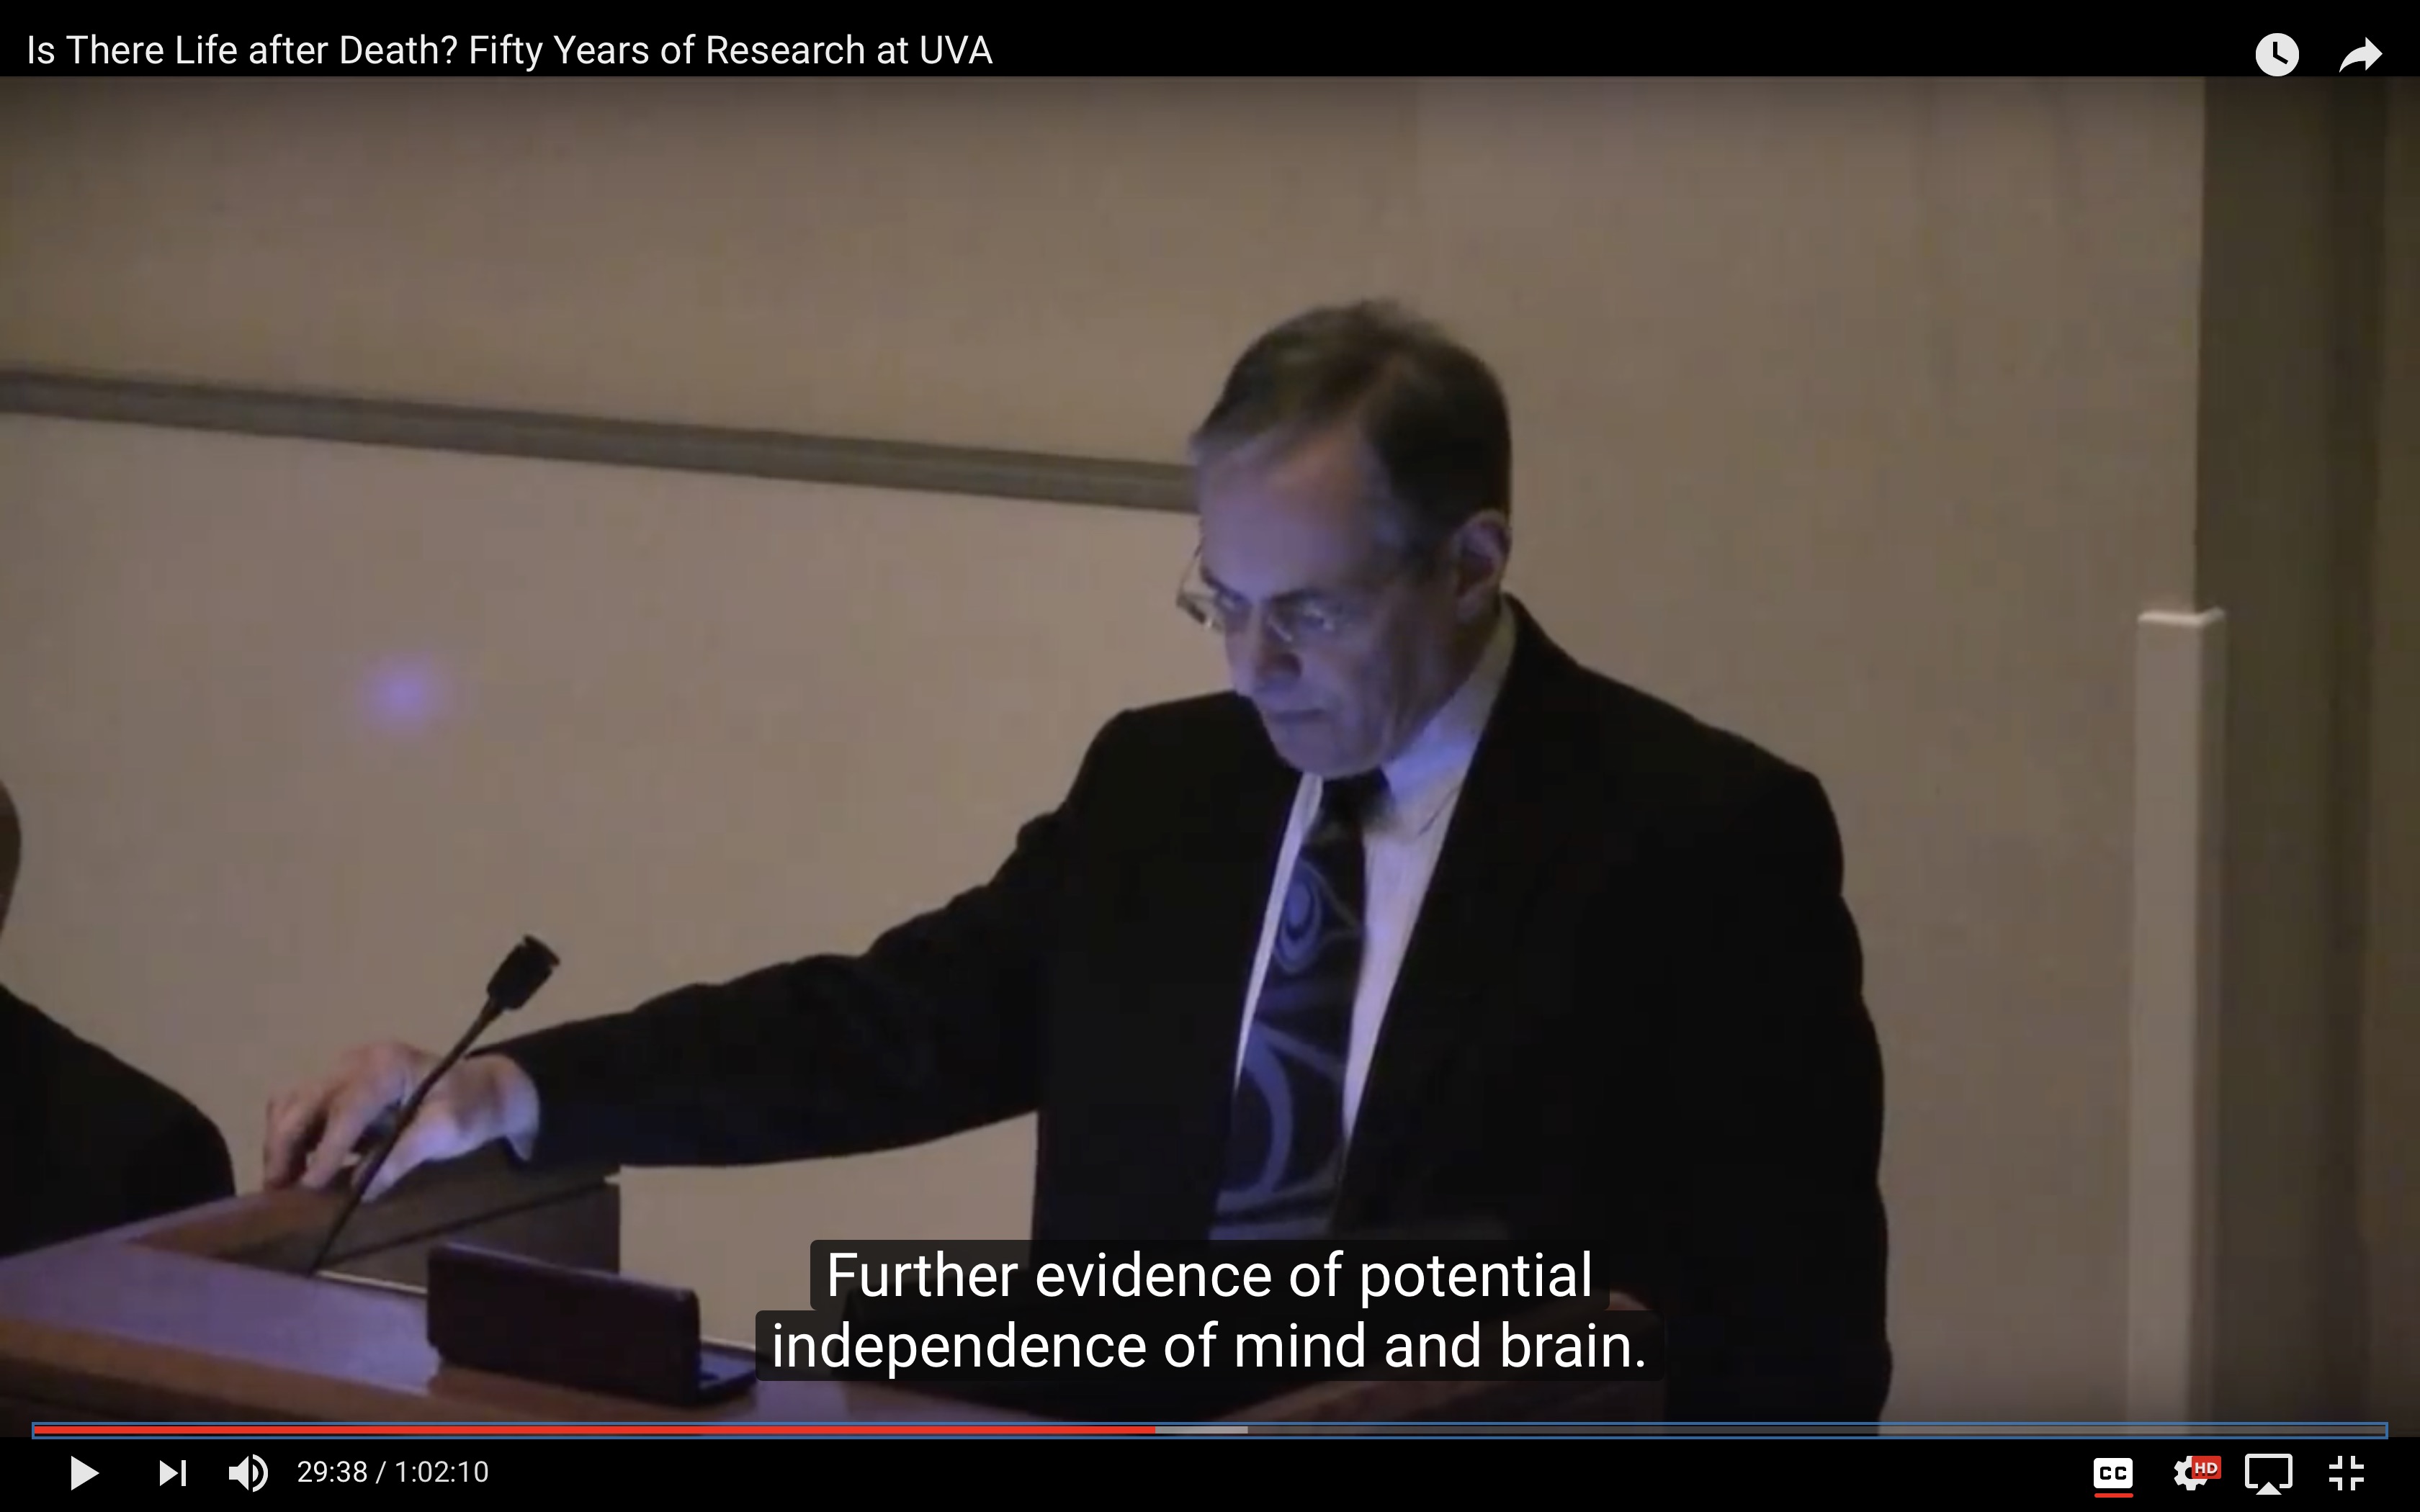 Is There Life after Death? Fifty Years of Research at UVA
Further evidence of potential
independence of mind and brain.
29:38 / 1:02:10
CC
HD